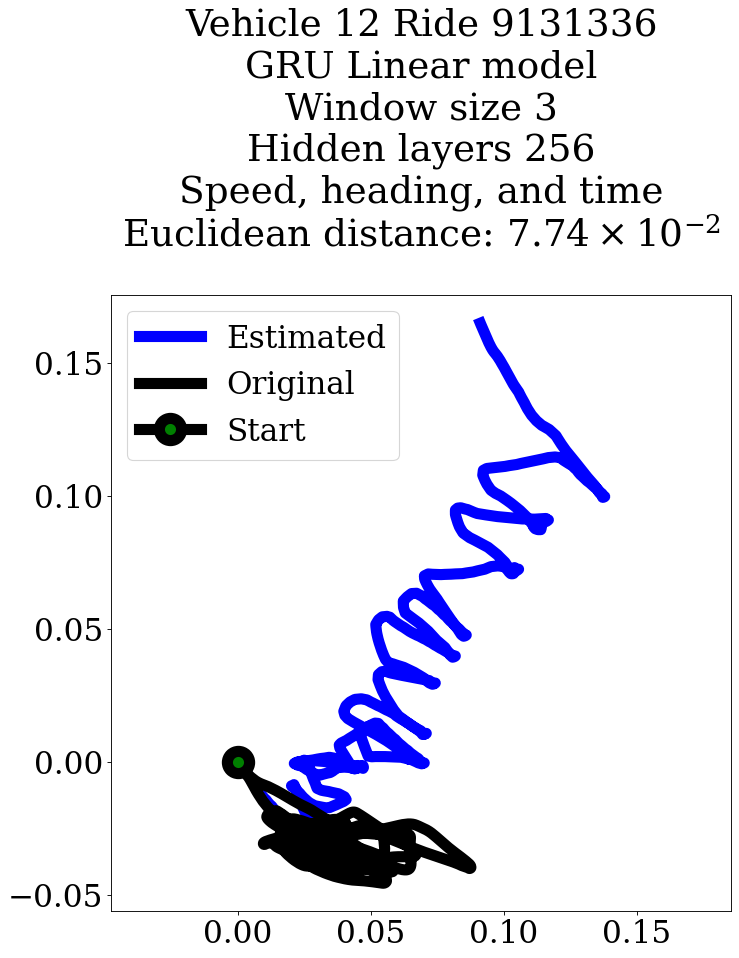 Vehicle 12 Ride 9131336
GRU Linear model
Window size 3
Hidden layers 256
Speed, heading, and time
Euclidean distance: 7.74 × 10⁻²
Estimated
Original
Start
0.15
0.10
0.05
0.00
−0.05
0.00 0.05 0.10 0.15